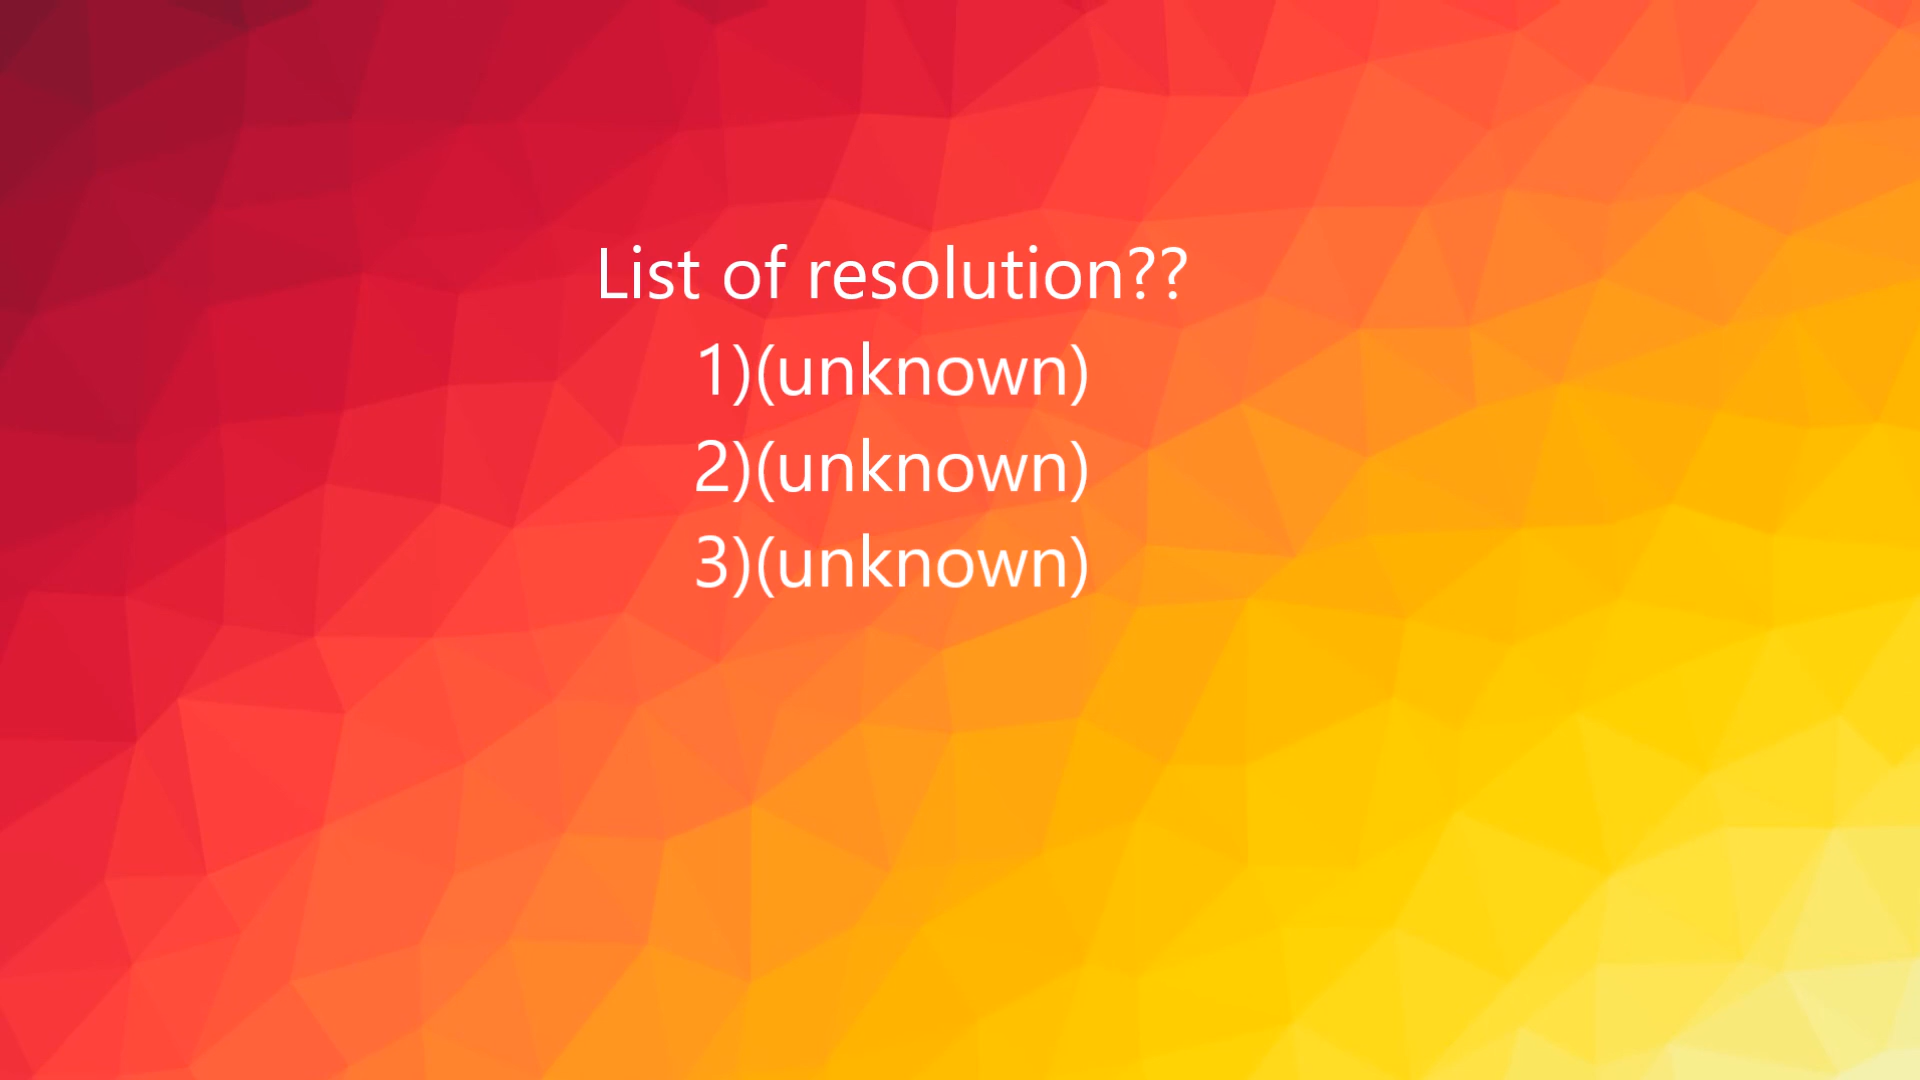 List of resolution??
1)(unknown)
2)(unknown)
3)(unknown)